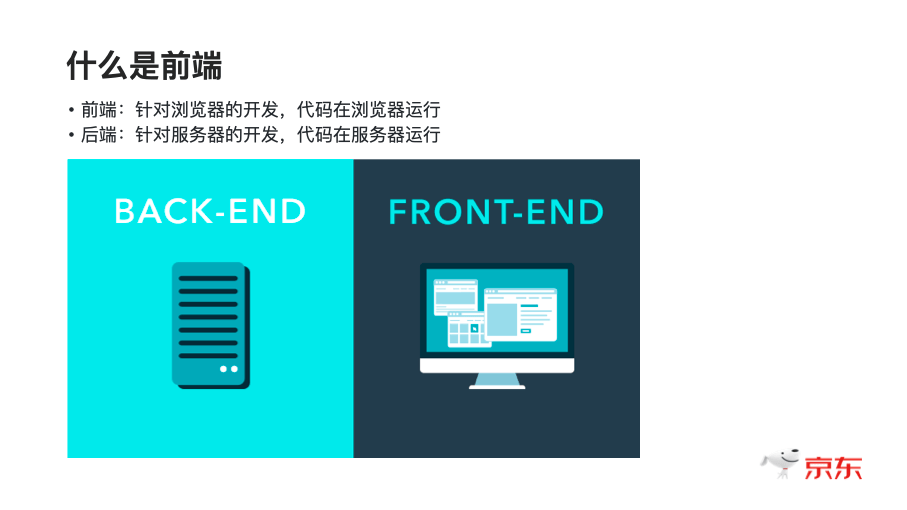 什么是前端
• 前端：针对浏览器的开发，代码在浏览器运行
• 后端：针对服务器的开发，代码在服务器运行
BACK-END
FRONT-END
京东